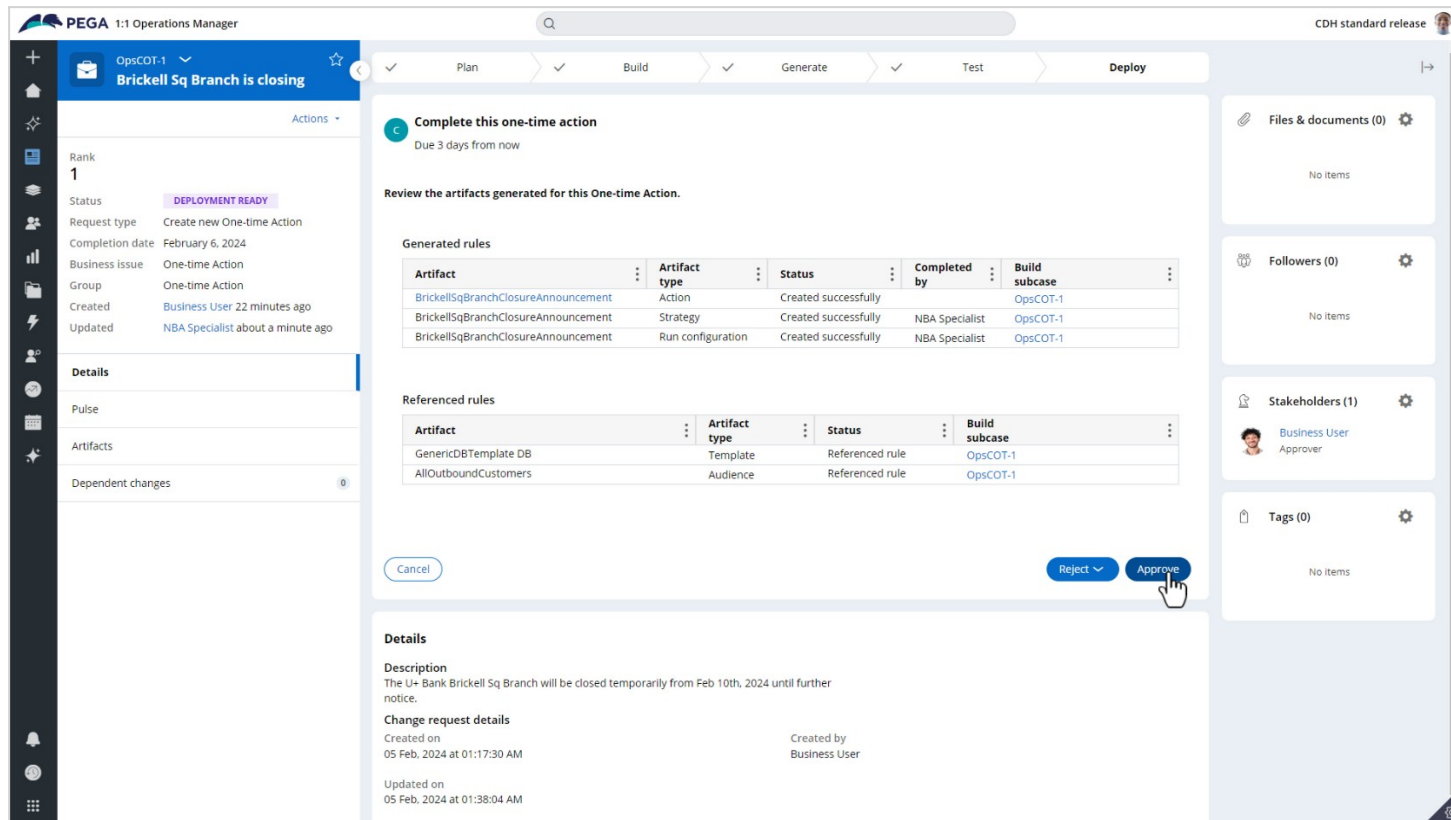 PEGA 1:1 Operations Manager
CDH standard release
OpsCOT-1
Brickell Sq Branch is closing
Actions
Rank
1
Status DEPLOYMENT READY
Request type Create new One-time Action
Completion date February 6, 2024
Business issue One-time Action
Group One-time Action
Created Business User 22 minutes ago
Updated NBA Specialist about a minute ago
Details
Pulse
Artifacts
Dependent changes 0
Plan Build Generate Test Deploy
C
Complete this one-time action
Due 3 days from now
Review the artifacts generated for this One-time Action.
Generated rules
Artifact Artifact type Status Completed by Build subcase
BrickellSqBranchClosureAnnouncement Action Created successfully OpsCOT-1
BrickellSqBranchClosureAnnouncement Strategy Created successfully NBA Specialist OpsCOT-1
BrickellSqBranchClosureAnnouncement Run configuration Created successfully NBA Specialist OpsCOT-1
Referenced rules
Artifact Artifact type Status Build subcase
GenericDBTemplate DB Template Referenced rule OpsCOT-1
AllOutboundCustomers Audience Referenced rule OpsCOT-1
Cancel Reject Approve
Details
Description
The U+ Bank Brickell Sq Branch will be closed temporarily from Feb 10th, 2024 until further
notice.
Change request details
Created on Created by
05 Feb, 2024 at 01:17:30 AM Business User
Updated on
05 Feb, 2024 at 01:38:04 AM
Files & documents (0)
No items
Followers (0)
No items
Stakeholders (1)
Business User
Approver
Tags (0)
No items